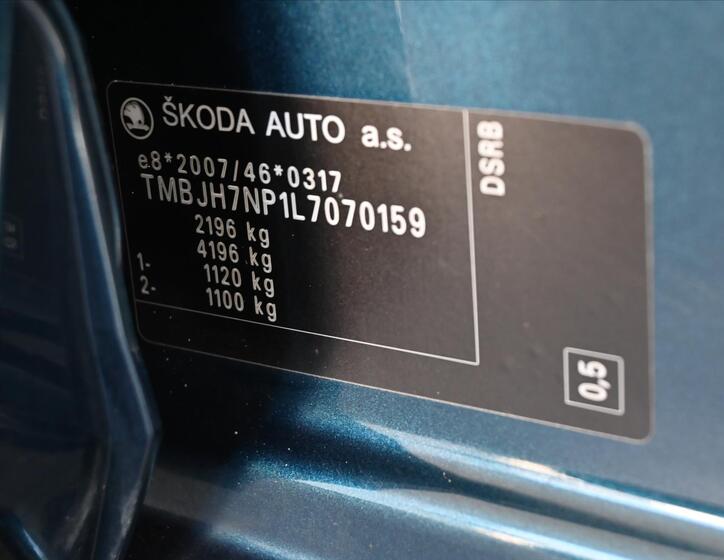 ŠKODA AUTO a.s.
e8*2007/46*0317
TMBJH7NP1L7070159
2196 kg
4196 kg
1- 1120 kg
2- 1100 kg
DSRB
0,5